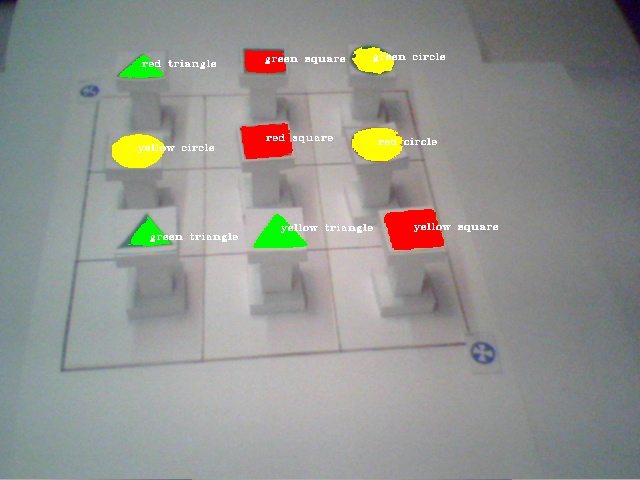 red triangle
green square
green circle
yellow circle
red square
red circle
green triangle
yellow triangle
yellow square